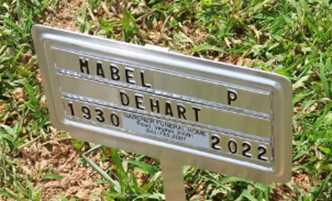 MABEL P
DEHART
1930 2022
GARDNER FUNERAL HOME